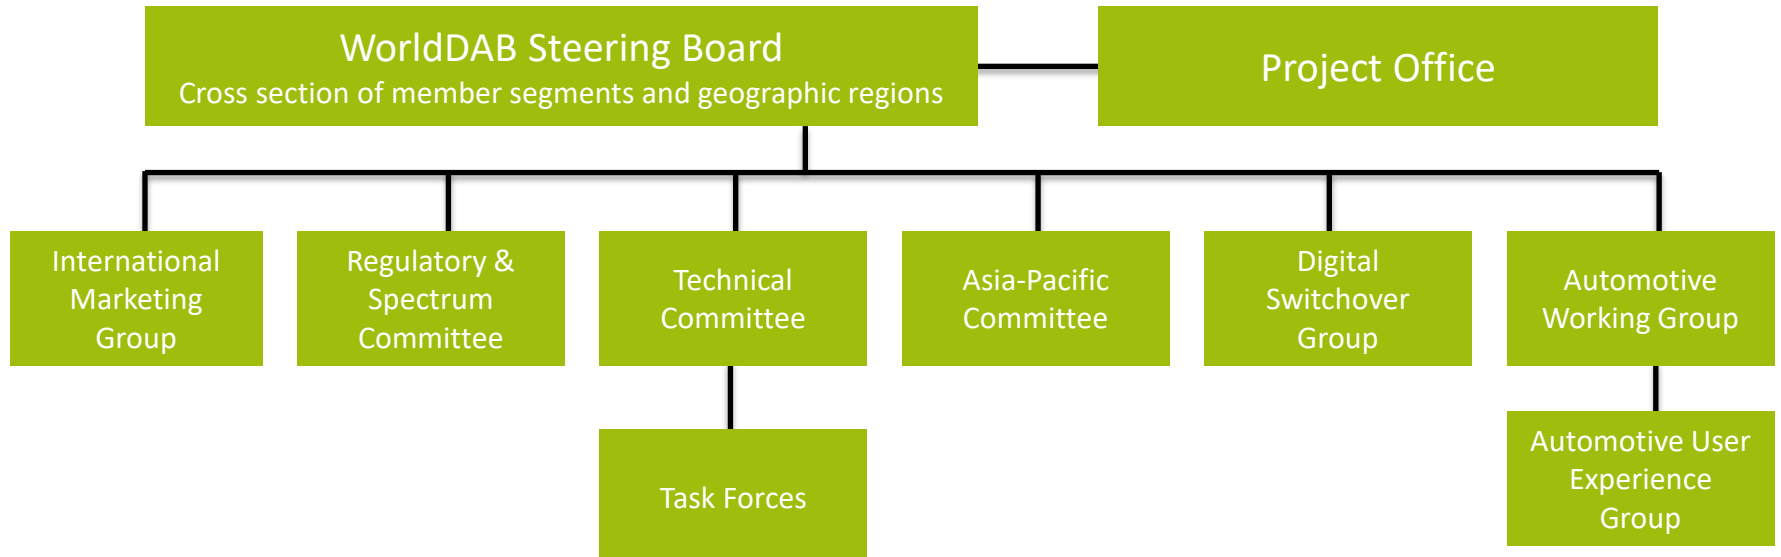 WorldDAB Steering Board
Cross section of member segments and geographic regions
Project Office
International
Marketing
Group
Regulatory &
Spectrum
Committee
Technical
Committee
Asia-Pacific
Committee
Digital
Switchover
Group
Automotive
Working Group
Task Forces
Automotive User
Experience
Group